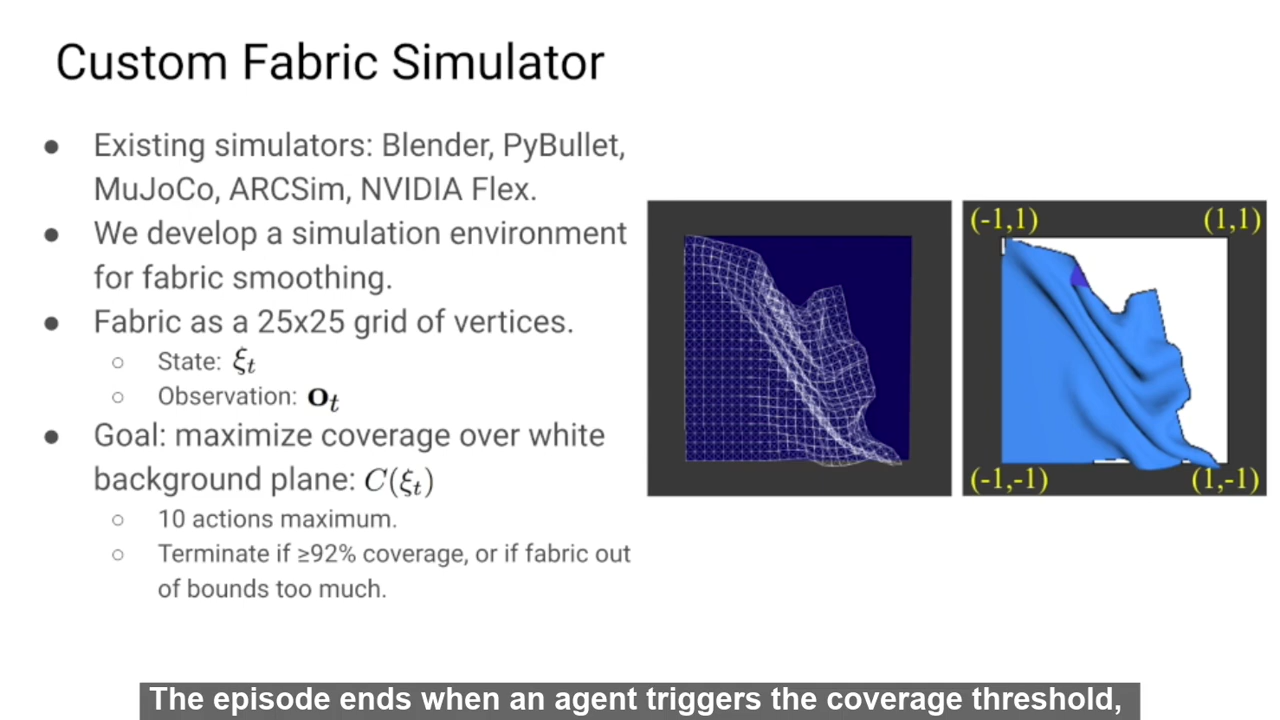 Custom Fabric Simulator
● Existing simulators: Blender, PyBullet,
MuJoCo, ARCSim, NVIDIA Flex.
● We develop a simulation environment
for fabric smoothing.
● Fabric as a 25x25 grid of vertices.
○ State: ξₜ
○ Observation: 𝐨ₜ
● Goal: maximize coverage over white
background plane: C(ξₜ)
○ 10 actions maximum.
○ Terminate if ≥92% coverage, or if fabric out
of bounds too much.
(-1,1)
(1,1)
(-1,-1)
(1,-1)
The episode ends when an agent triggers the coverage threshold,